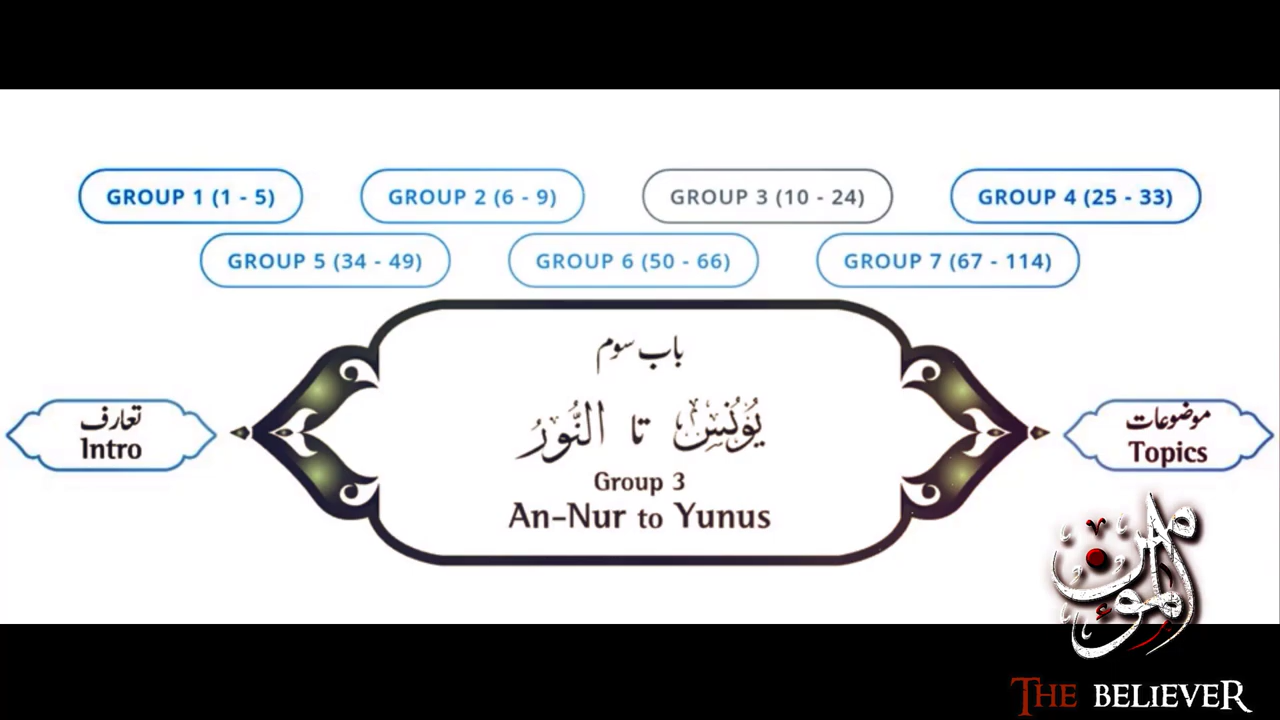 GROUP 1 (1 - 5)
GROUP 2 (6 - 9)
GROUP 3 (10 - 24)
GROUP 4 (25 - 33)
GROUP 5 (34 - 49)
GROUP 6 (50 - 66)
GROUP 7 (67 - 114)
باب سوم
يُوْنُس تا النُّوْرُ
Group 3
An-Nur to Yunus
تعارف
Intro
موضوعات
Topics
المؤمن
THE BELIEVER